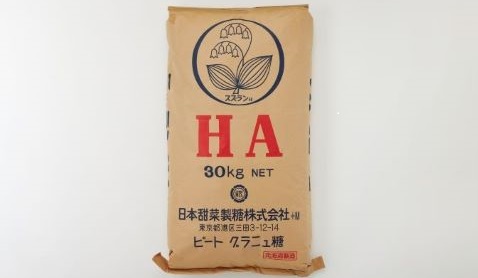 スズラン印
HA
30kg NET
日本甜菜製糖株式会社
東京都港区三田3-12-14
ビート グラニュ糖